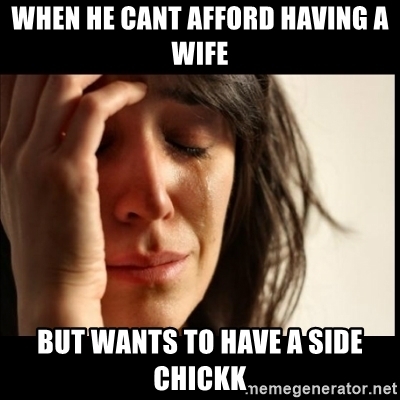 WHEN HE CANT AFFORD HAVING A
WIFE
BUT WANTS TO HAVE A SIDE
CHICKK
memegenerator.net